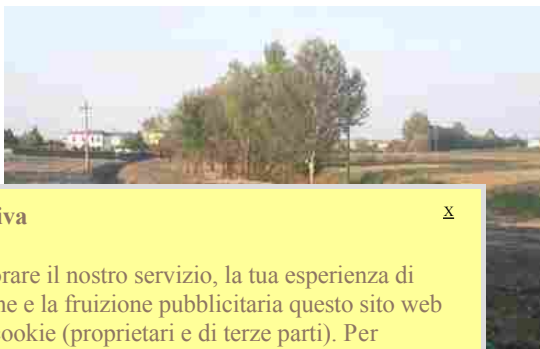 iva X
rare il nostro servizio, la tua esperienza di
ne e la fruizione pubblicitaria questo sito web
ookie (proprietari e di terze parti). Per